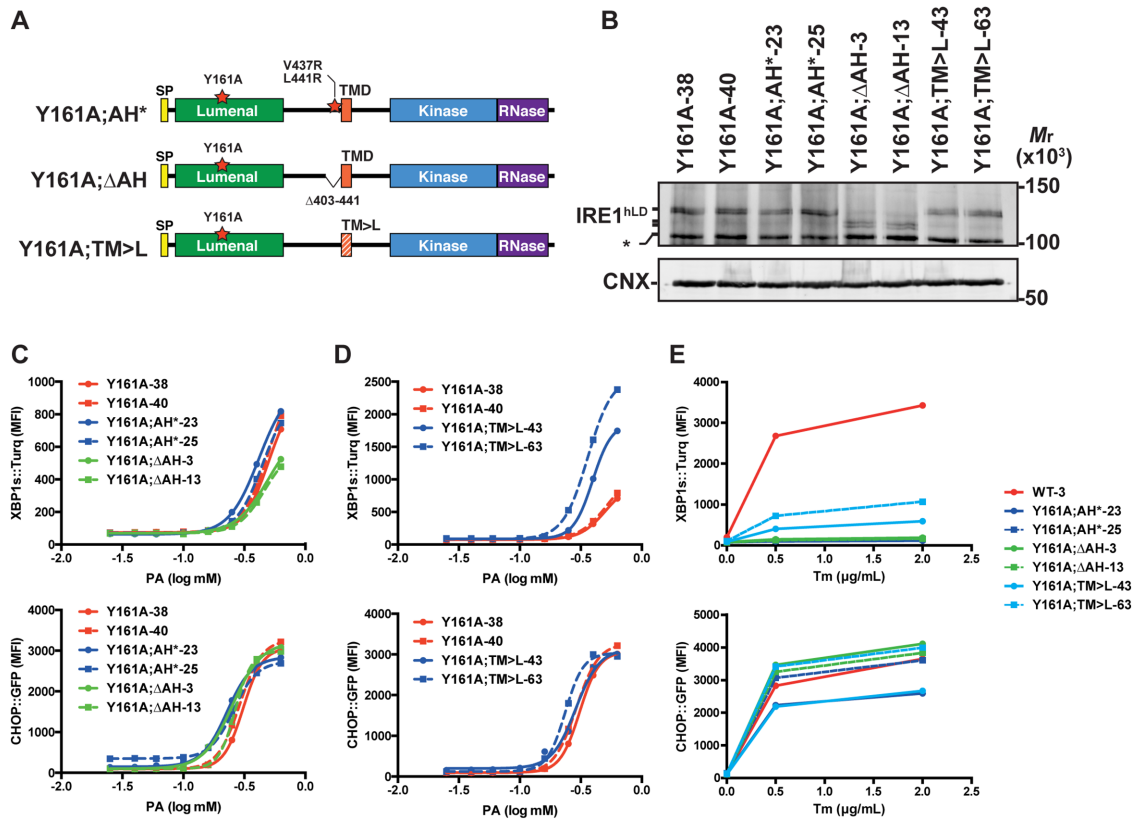 A
V437R
L441R
SP
Y161A
TMD
Y161A;AH*
Lumenal
Kinase
RNase
SP
Y161A
TMD
Y161A;ΔAH
Lumenal
Kinase
RNase
Δ403-441
SP
Y161A
TM>L
Y161A;TM>L
Lumenal
Kinase
RNase
B
Y161A-38
Y161A-40
Y161A;AH*-23
Y161A;AH*-25
Y161A;ΔAH-3
Y161A;ΔAH-13
Y161A;TM>L-43
Y161A;TM>L-63
Mr
(x10³)
-150
IRE1hLD
*
-100
CNX-
-50
C
XBP1s::Turq (MFI)
1000
800
600
400
200
0
Y161A-38
Y161A-40
Y161A;AH*-23
Y161A;AH*-25
Y161A;ΔAH-3
Y161A;ΔAH-13
-2.0 -1.5 -1.0 -0.5 0.0
PA (log mM)
CHOP::GFP (MFI)
4000
3000
2000
1000
0
Y161A-38
Y161A-40
Y161A;AH*-23
Y161A;AH*-25
Y161A;ΔAH-3
Y161A;ΔAH-13
-2.0 -1.5 -1.0 -0.5 0.0
PA (log mM)
D
2500
2000
1500
1000
500
0
Y161A-38
Y161A-40
Y161A;TM>L-43
Y161A;TM>L-63
-2.0 -1.5 -1.0 -0.5 0.0
PA (log mM)
4000
3000
2000
1000
0
Y161A-38
Y161A-40
Y161A;TM>L-43
Y161A;TM>L-63
-2.0 -1.5 -1.0 -0.5 0.0
PA (log mM)
E
XBP1s::Turq (MFI)
4000
3000
2000
1000
0
0.0 0.5 1.0 1.5 2.0 2.5
Tm (µg/mL)
CHOP::GFP (MFI)
5000
4000
3000
2000
1000
0
0.0 0.5 1.0 1.5 2.0 2.5
Tm (µg/mL)
WT-3
Y161A;AH*-23
Y161A;AH*-25
Y161A;ΔAH-3
Y161A;ΔAH-13
Y161A;TM>L-43
Y161A;TM>L-63